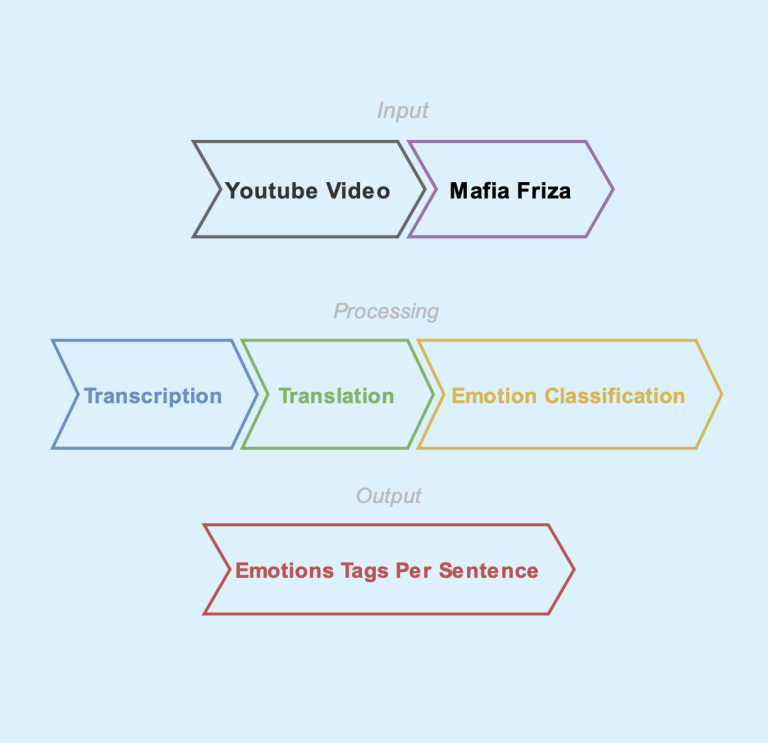 Input
Youtube Video
Mafia Friza
Processing
Transcription
Translation
Emotion Classification
Output
Emotions Tags Per Sentence